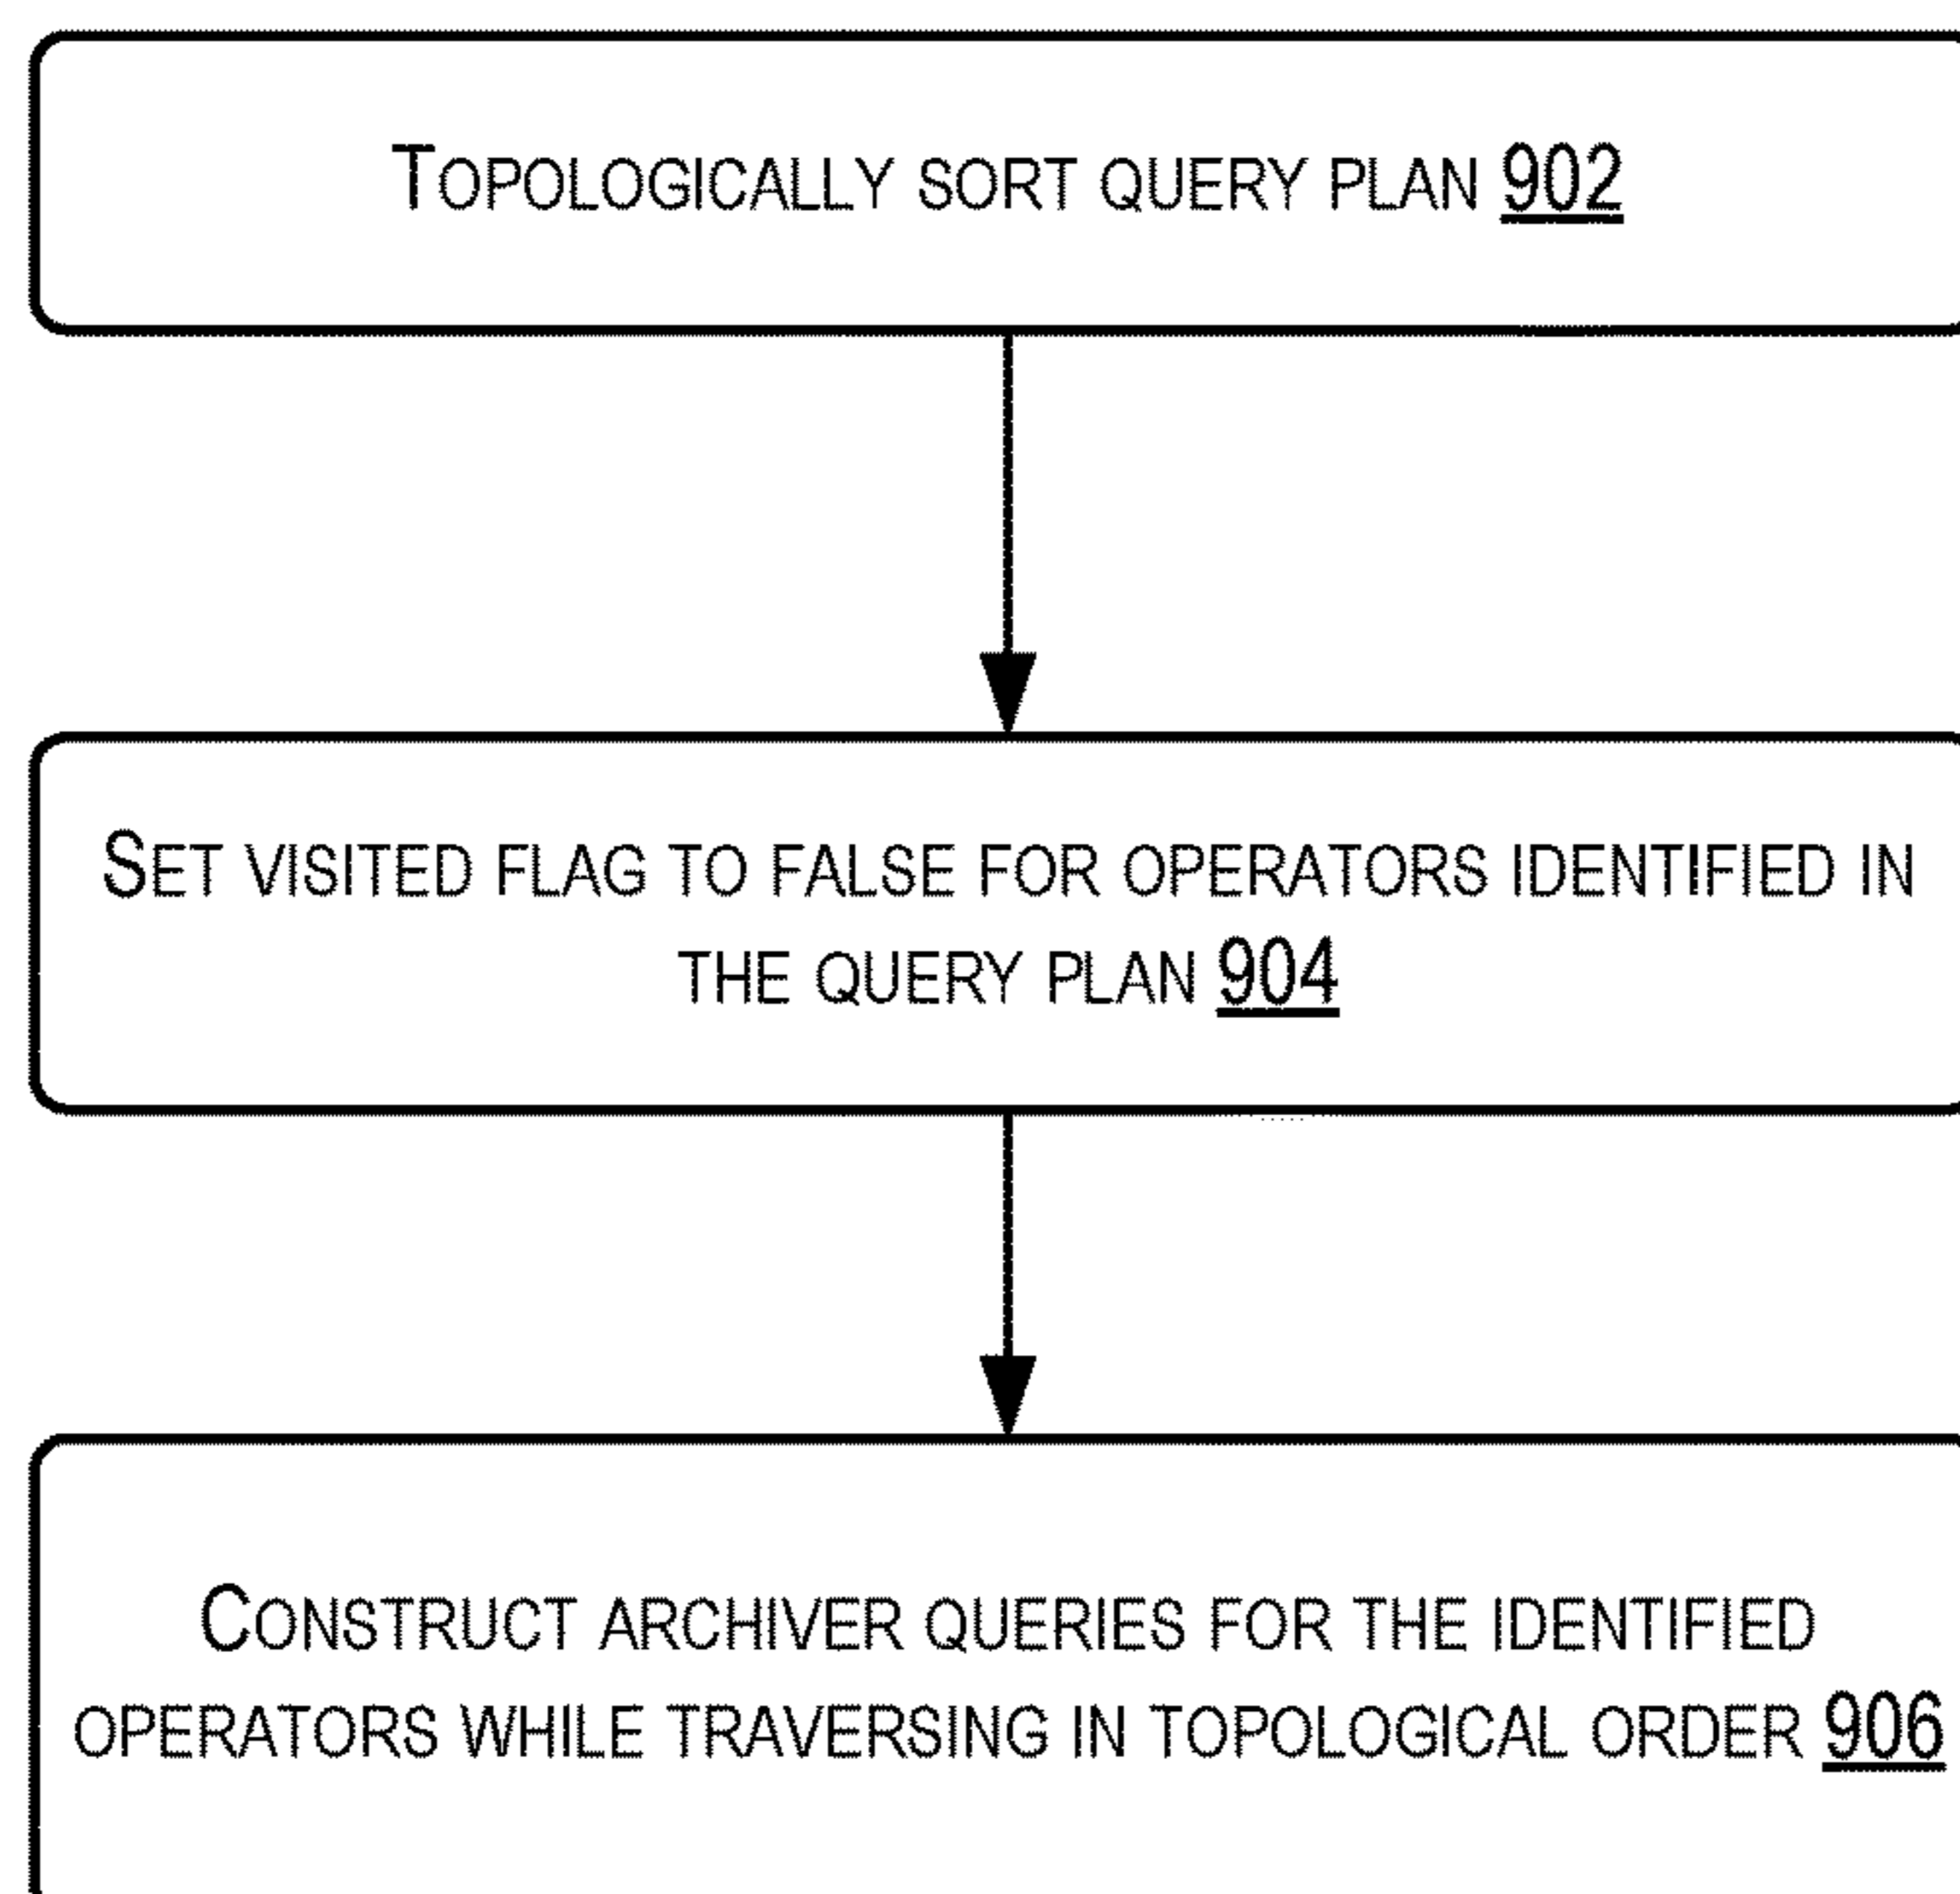 TOPOLOGICALLY SORT QUERY PLAN 902
SET VISITED FLAG TO FALSE FOR OPERATORS IDENTIFIED IN
THE QUERY PLAN 904
CONSTRUCT ARCHIVER QUERIES FOR THE IDENTIFIED
OPERATORS WHILE TRAVERSING IN TOPOLOGICAL ORDER 906